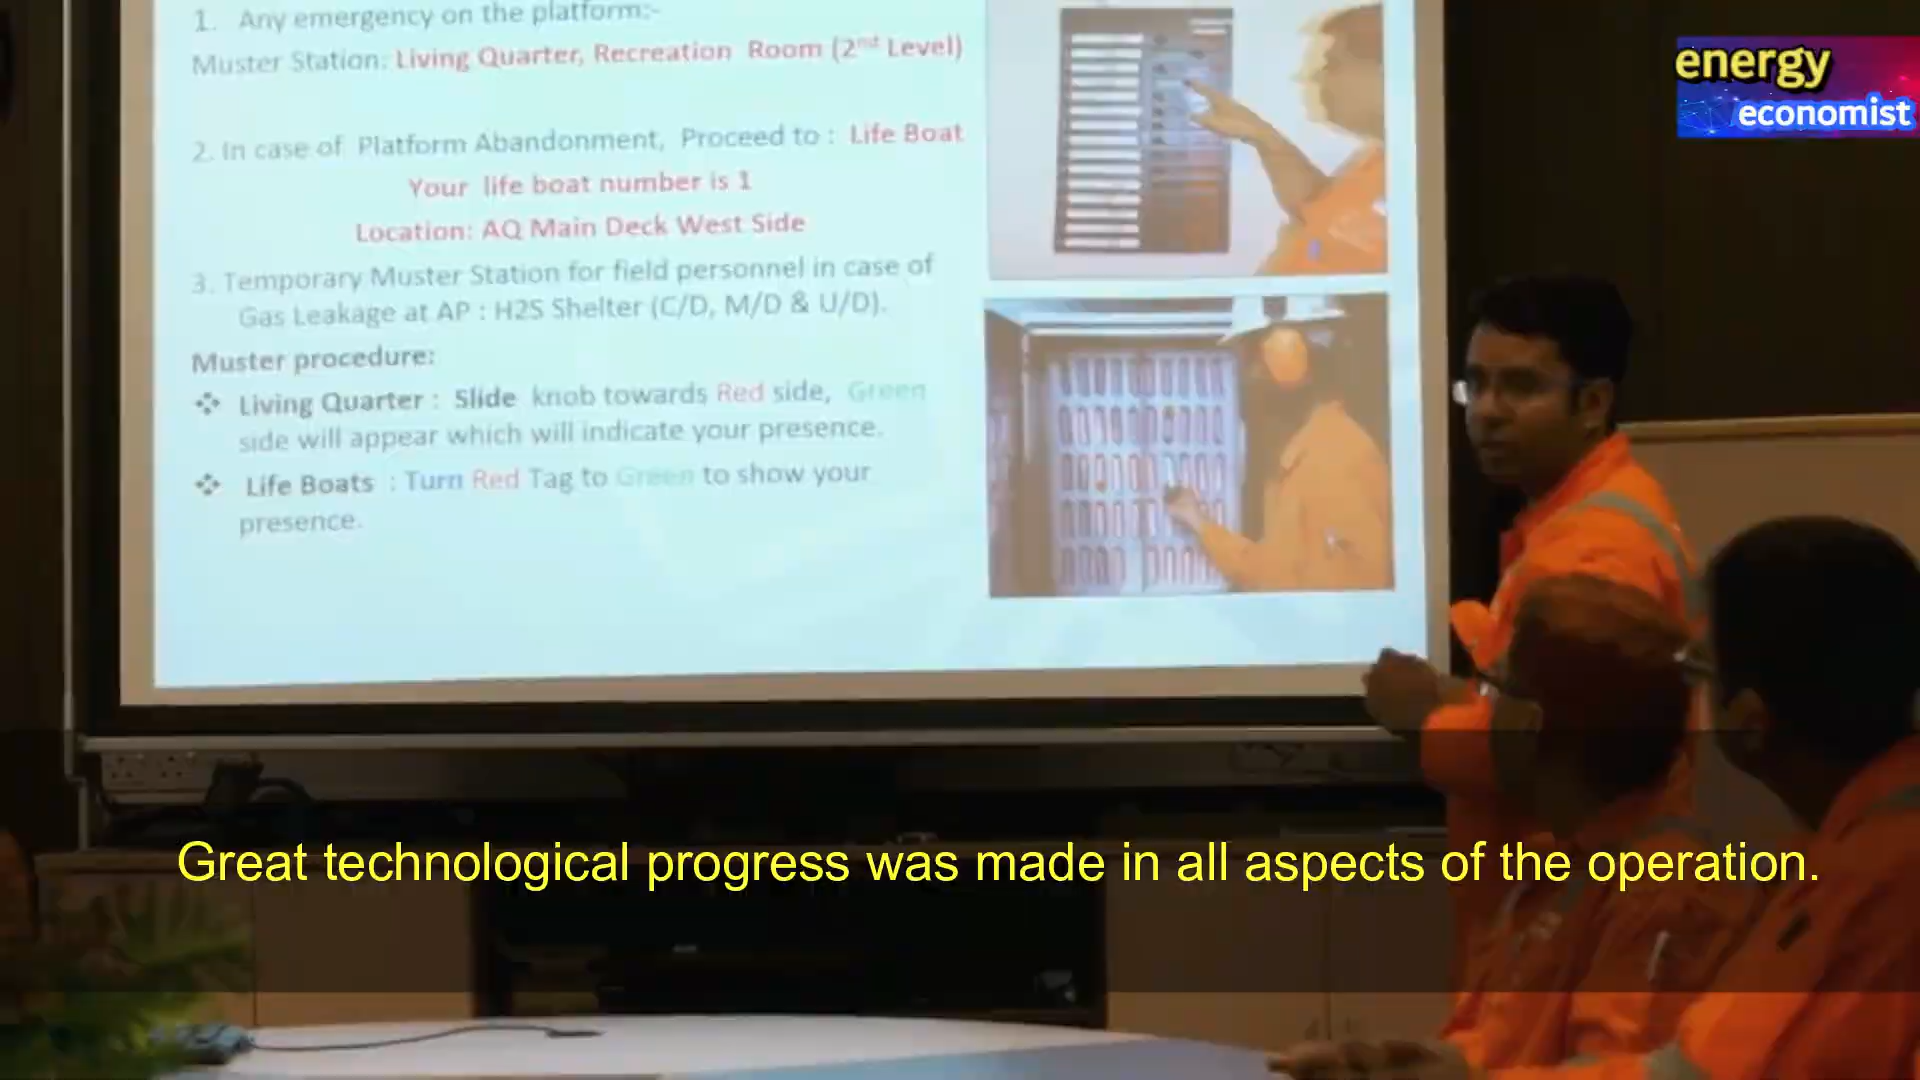 1. Any emergency on the platform:-
Muster Station: Living Quarter, Recreation Room (2nd Level)
2. In case of Platform Abandonment, Proceed to : Life Boat
Your life boat number is 1
Location: AQ Main Deck West Side
3. Temporary Muster Station for field personnel in case of
Gas Leakage at AP : H2S Shelter (C/D, M/D & U/D).
Muster procedure:
❖ Living Quarter : Slide knob towards Red side, Green
side will appear which will indicate your presence.
❖ Life Boats : Turn Red Tag to Green to show your
presence.
energy
economist
Great technological progress was made in all aspects of the operation.